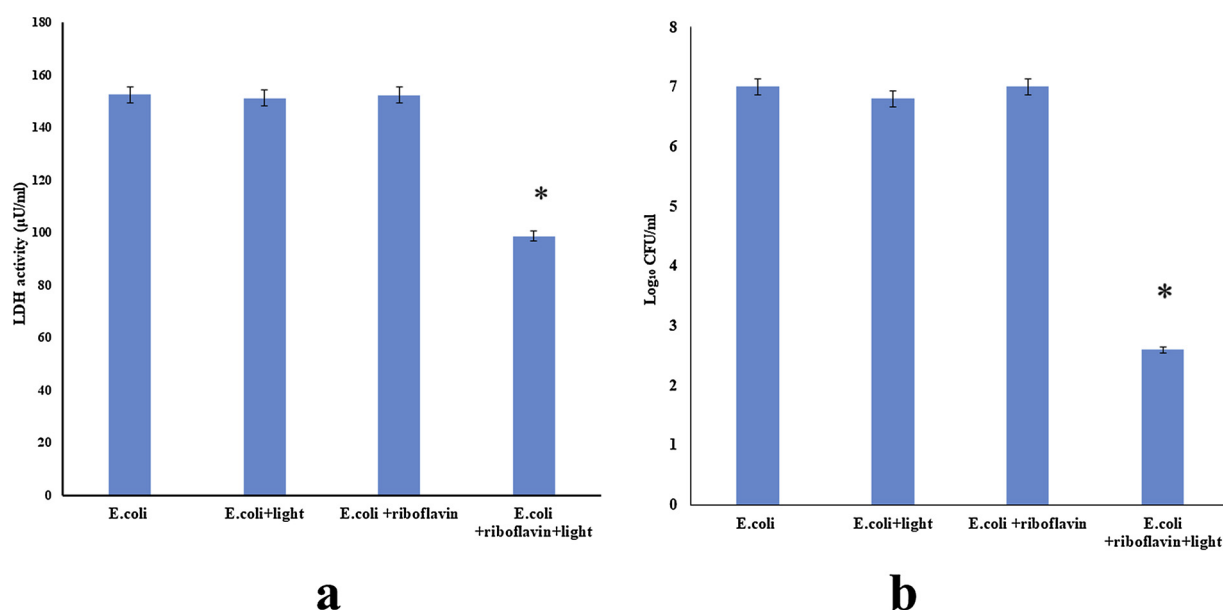 180
160
140
120
100
80
60
40
20
0
LDH activity (µU/ml)
*
E.coli
E.coli+light
E.coli +riboflavin
E.coli
+riboflavin+light
a
8
7
6
5
4
3
2
1
0
Log₁₀ CFU/ml
*
E.coli
E.coli+light
E.coli +riboflavin
E.coli
+riboflavin+light
b